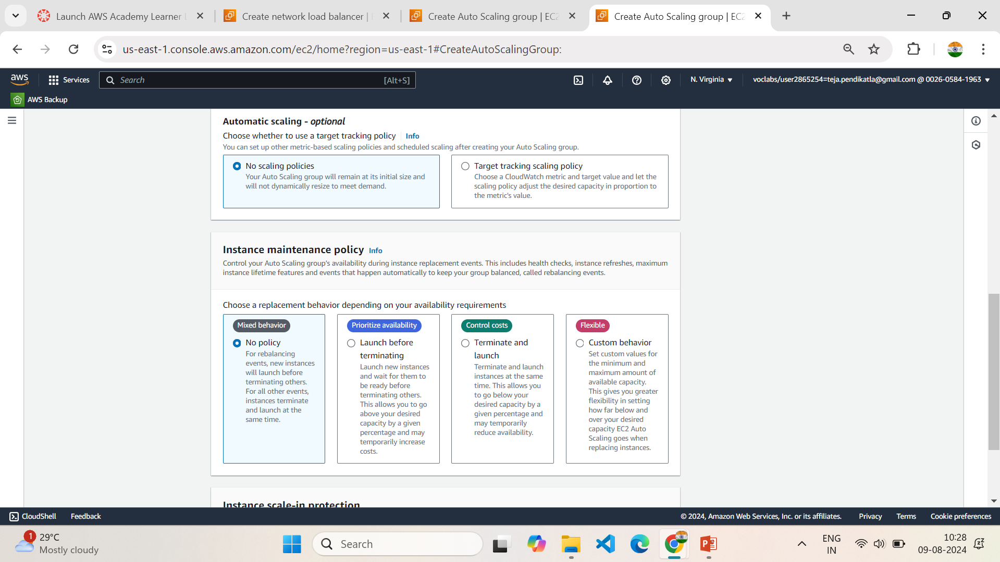 Launch AWS Academy Learner L
Create network load balancer | E
Create Auto Scaling group | EC2
Create Auto Scaling group | EC2
us-east-1.console.aws.amazon.com/ec2/home?region=us-east-1#CreateAutoScalingGroup:
aws
Services
Search
[Alt+S]
N. Virginia
voclabs/user2865254=teja.pendikatla@gmail.com @ 0026-0584-1963
AWS Backup
Automatic scaling - optional
Choose whether to use a target tracking policy Info
You can set up other metric-based scaling policies and scheduled scaling after creating your Auto Scaling group.
No scaling policies
Your Auto Scaling group will remain at its initial size and
will not dynamically resize to meet demand.
Target tracking scaling policy
Choose a CloudWatch metric and target value and let the
scaling policy adjust the desired capacity in proportion to
the metric's value.
Instance maintenance policy Info
Control your Auto Scaling group’s availability during instance replacement events. This includes health checks, instance refreshes, maximum
instance lifetime features and events that happen automatically to keep your group balanced, called rebalancing events.
Choose a replacement behavior depending on your availability requirements
Mixed behavior
No policy
For rebalancing
events, new instances
will launch before
terminating others.
For all other events,
instances terminate
and launch at the
same time.
Prioritize availability
Launch before
terminating
Launch new instances
and wait for them to
be ready before
terminating others.
This allows you to go
above your desired
capacity by a given
percentage and may
temporarily increase
costs.
Control costs
Terminate and
launch
Terminate and launch
instances at the same
time. This allows you
to go below your
desired capacity by a
given percentage and
may temporarily
reduce availability.
Flexible
Custom behavior
Set custom values for
the minimum and
maximum amount of
available capacity.
This gives you greater
flexibility in setting
how far below and
over your desired
capacity EC2 Auto
Scaling goes when
replacing instances.
Instance scale-in protection
CloudShell
Feedback
© 2024, Amazon Web Services, Inc. or its affiliates.
Privacy
Terms
Cookie preferences
1
29°C
Mostly cloudy
Search
ENG
IN
10:28
09-08-2024